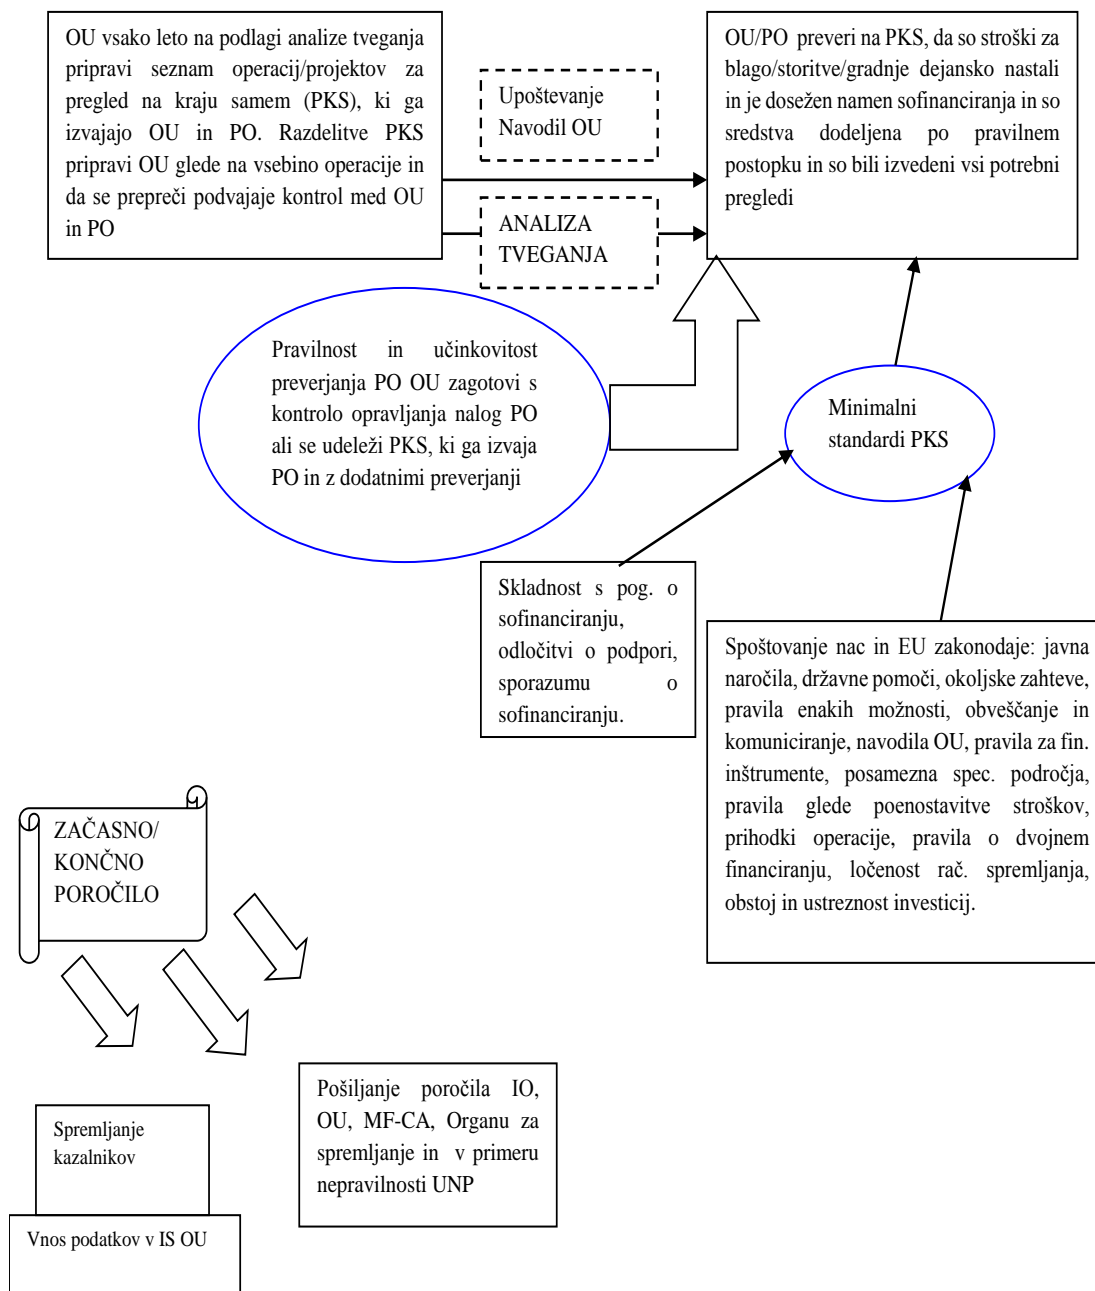 OU vsako leto na podlagi analize tveganja
pripravi seznam operacij/projektov za
pregled na kraju samem (PKS), ki ga
izvajajo OU in PO. Razdelitve PKS
pripravi OU glede na vsebino operacije in
da se prepreči podvajaje kontrol med OU
in PO
Upoštevanje
Navodil OU
ANALIZA
TVEGANJA
OU/PO preveri na PKS, da so stroški za
blago/storitve/gradnje dejansko nastali
in je dosežen namen sofinanciranja in so
sredstva dodeljena po pravilnem
postopku in so bili izvedeni vsi potrebni
pregledi
Pravilnost in učinkovitost
preverjanja PO OU zagotovi s
kontrolo opravljanja nalog PO
ali se udeleži PKS, ki ga izvaja
PO in z dodatnimi preverjanji
Minimalni
standardi PKS
Skladnost s pog. o
sofinanciranju,
odločitvi o podpori,
sporazumu o
sofinanciranju.
Spoštovanje nac in EU zakonodaje: javna
naročila, državne pomoči, okoljske zahteve,
pravila enakih možnosti, obveščanje in
komuniciranje, navodila OU, pravila za fin.
inštrumente, posamezna spec. področja,
pravila glede poenostavitve stroškov,
prihodki operacije, pravila o dvojnem
financiranju, ločenost rač. spremljanja,
obstoj in ustreznost investicij.
ZAČASNO/
KONČNO
POROČILO
Pošiljanje poročila IO,
OU, MF-CA, Organu za
spremljanje in v primeru
nepravilnosti UNP
Spremljanje
kazalnikov
Vnos podatkov v IS OU